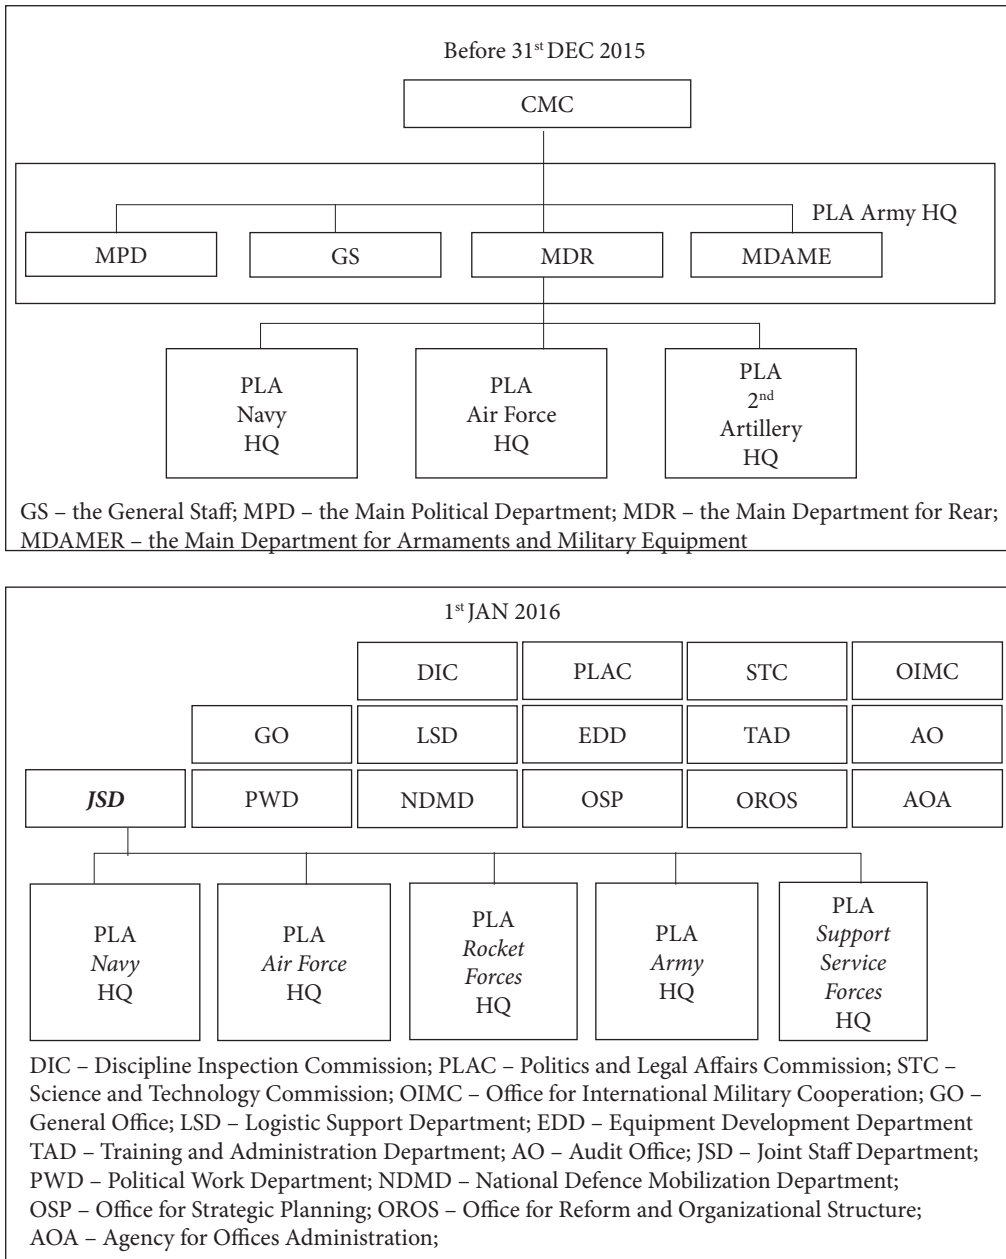 Before 31st DEC 2015
CMC
PLA Army HQ
MPD
GS
MDR
MDAME
PLA
Navy
HQ
PLA
Air Force
HQ
PLA
2nd
Artillery
HQ
GS – the General Staff; MPD – the Main Political Department; MDR – the Main Department for Rear;
MDAMER – the Main Department for Armaments and Military Equipment
1st JAN 2016
DIC
PLAC
STC
OIMC
GO
LSD
EDD
TAD
AO
JSD
PWD
NDMD
OSP
OROS
AOA
PLA
Navy
HQ
PLA
Air Force
HQ
PLA
Rocket
Forces
HQ
PLA
Army
HQ
PLA
Support
Service
Forces
HQ
DIC – Discipline Inspection Commission; PLAC – Politics and Legal Affairs Commission; STC –
Science and Technology Commission; OIMC – Office for International Military Cooperation; GO –
General Office; LSD – Logistic Support Department; EDD – Equipment Development Department
TAD – Training and Administration Department; AO – Audit Office; JSD – Joint Staff Department;
PWD – Political Work Department; NDMD – National Defence Mobilization Department;
OSP – Office for Strategic Planning; OROS – Office for Reform and Organizational Structure;
AOA – Agency for Offices Administration;